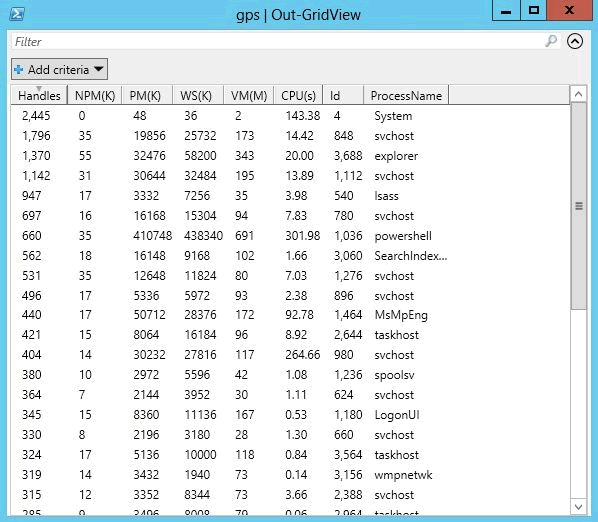 gps | Out-GridView
Filter
Add criteria
Handles NPM(K) PM(K) WS(K) VM(M) CPU(s) Id ProcessName
2,445 0 48 36 2 143.38 4 System
1,796 35 19856 25732 173 14.42 848 svchost
1,370 55 32476 58200 343 20.00 3,688 explorer
1,142 31 30644 32484 195 13.89 1,112 svchost
947 17 3332 7256 35 3.98 540 lsass
697 16 16168 15304 94 7.83 780 svchost
660 35 410748 438340 691 301.98 1,036 powershell
562 18 16148 9168 102 1.66 3,060 SearchIndex...
531 35 12648 11824 80 7.03 1,276 svchost
496 17 5336 5972 93 2.38 896 svchost
440 17 50712 28376 172 92.78 1,464 MsMpEng
421 15 8064 16184 96 8.92 2,644 taskhost
404 14 30232 27816 117 264.66 980 svchost
380 10 2972 5596 42 1.08 1,236 spoolsv
364 7 2144 3952 30 1.11 624 svchost
345 15 8360 11136 167 0.53 1,180 LogonUI
330 8 2196 3180 28 1.30 660 svchost
324 17 5136 10000 118 0.84 3,564 taskhost
319 14 3432 1940 73 0.14 3,156 wmpnetwk
315 12 3352 8344 73 3.66 2,388 svchost
285 9 3496 8008 79 0.06 2,964 taskhost